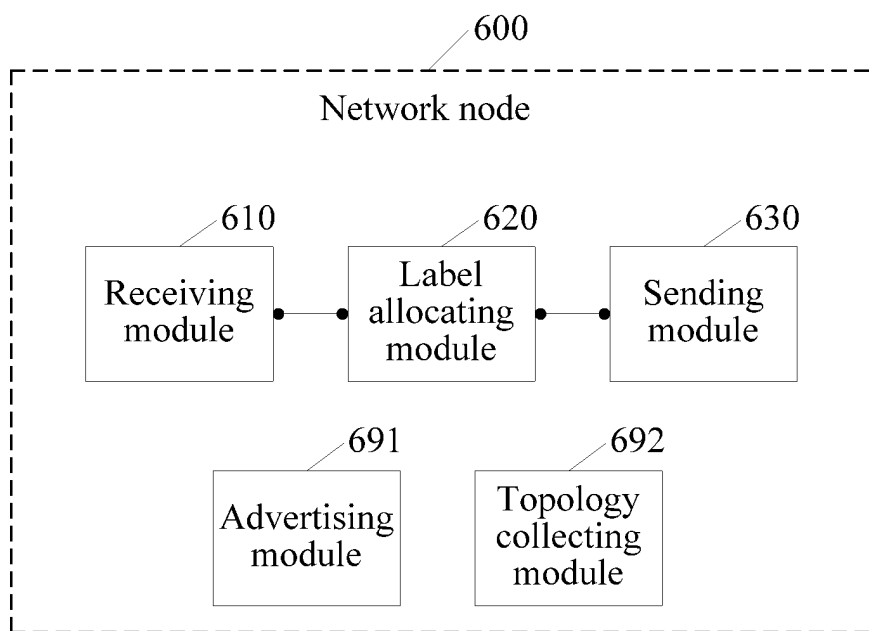 600
Network node
610
620
630
Receiving
module
Label
allocating
module
Sending
module
691
692
Advertising
module
Topology
collecting
module